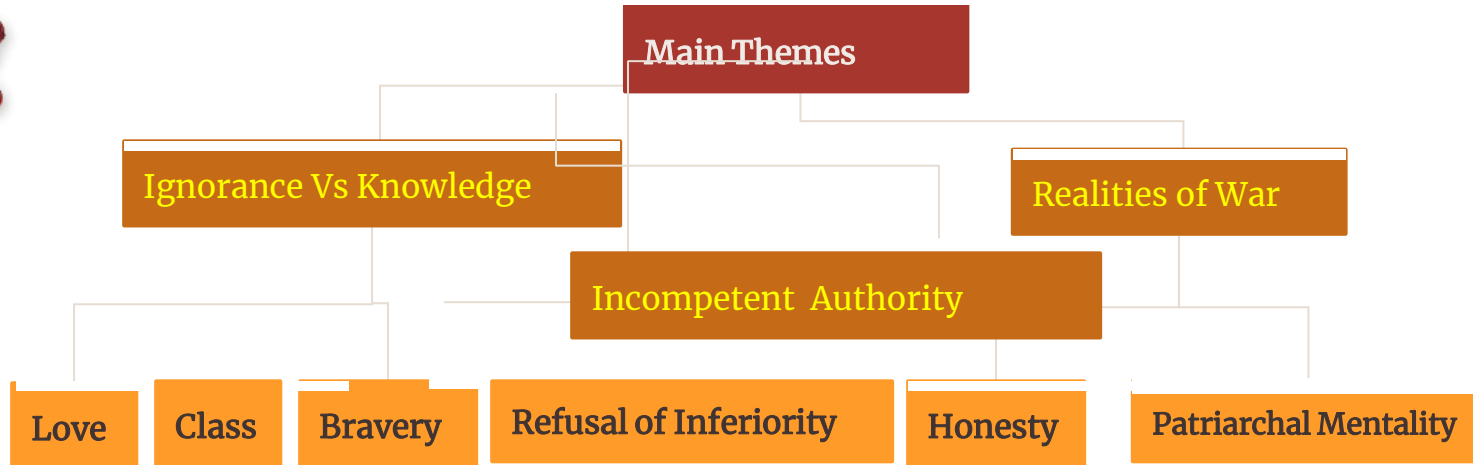 Main Themes
Ignorance Vs Knowledge
Realities of War
Incompetent Authority
Love
Class
Bravery
Refusal of Inferiority
Honesty
Patriarchal Mentality